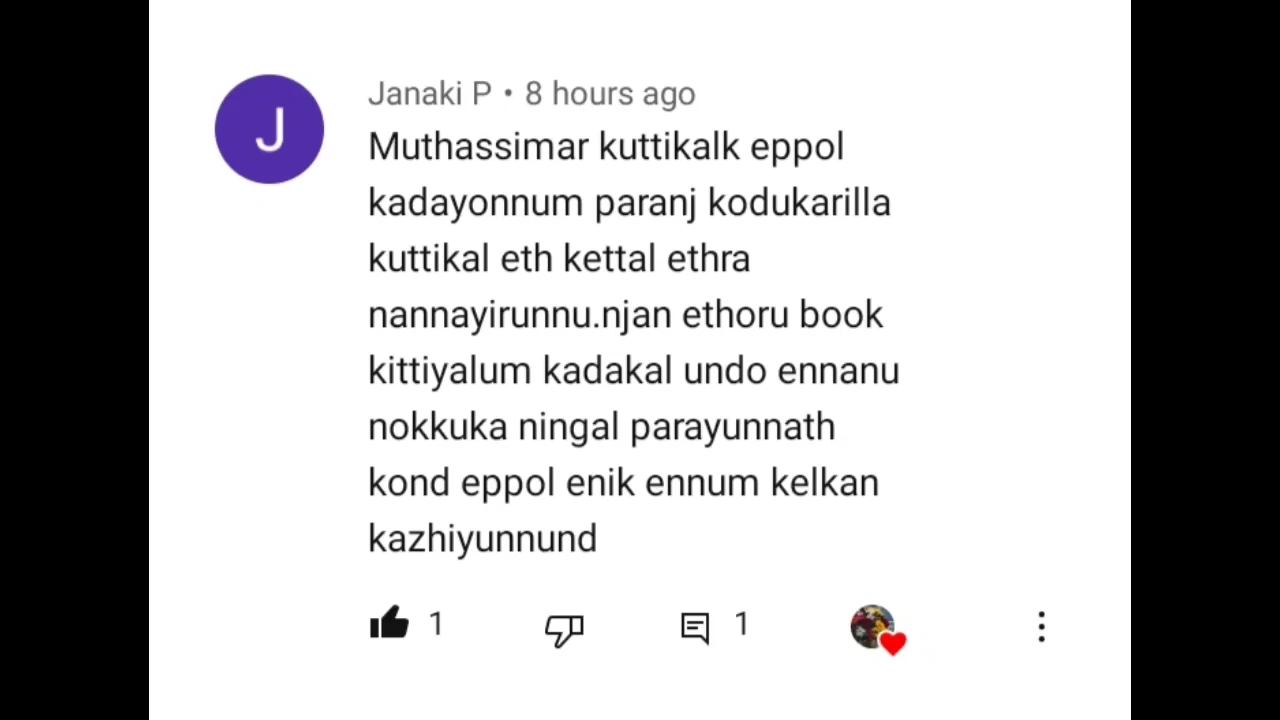 J
Janaki P • 8 hours ago
Muthassimar kuttikalk eppol
kadayonnum paranj kodukarilla
kuttikal eth kettal ethra
nannayirunnu.njan ethoru book
kittiyalum kadakal undo ennanu
nokkuka ningal parayunnath
kond eppol enik ennum kelkan
kazhiyunnund
1 1